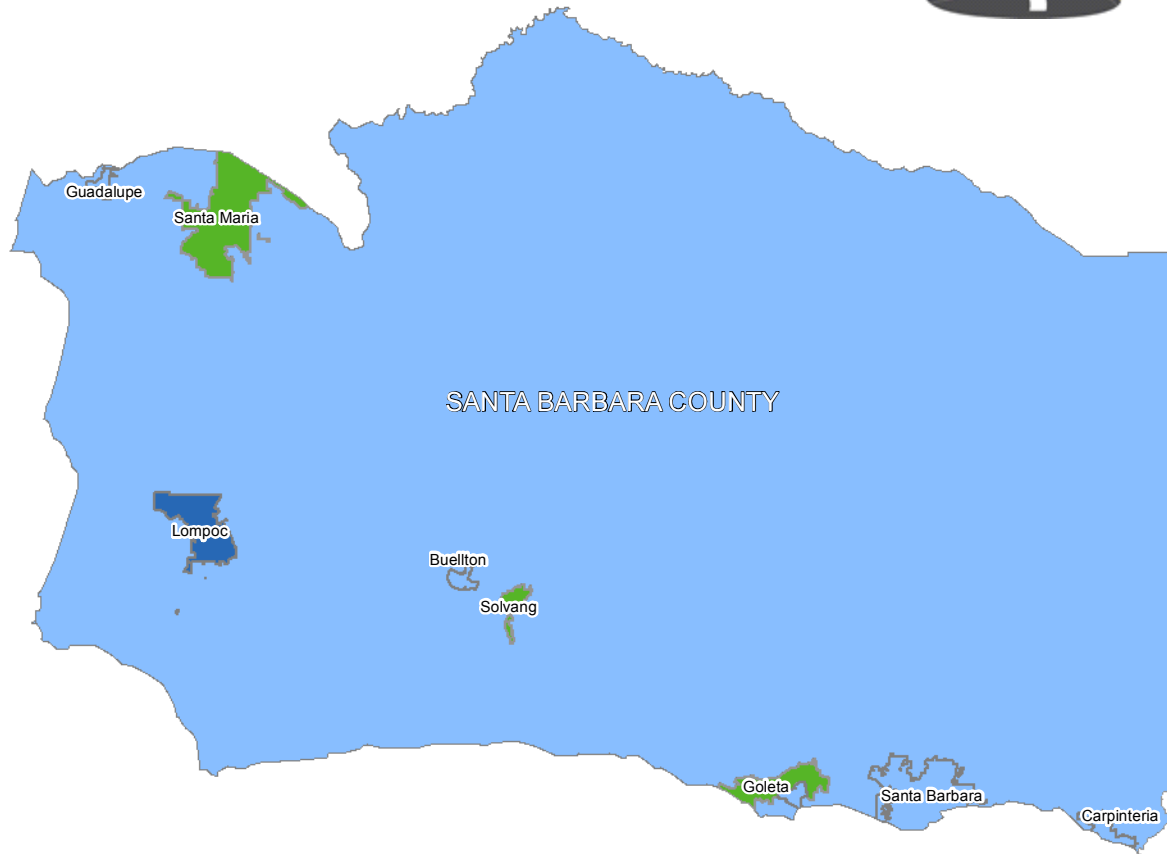 Guadalupe
Santa Maria
SANTA BARBARA COUNTY
Lompoc
Buellton
Solvang
Goleta
Santa Barbara
Carpinteria